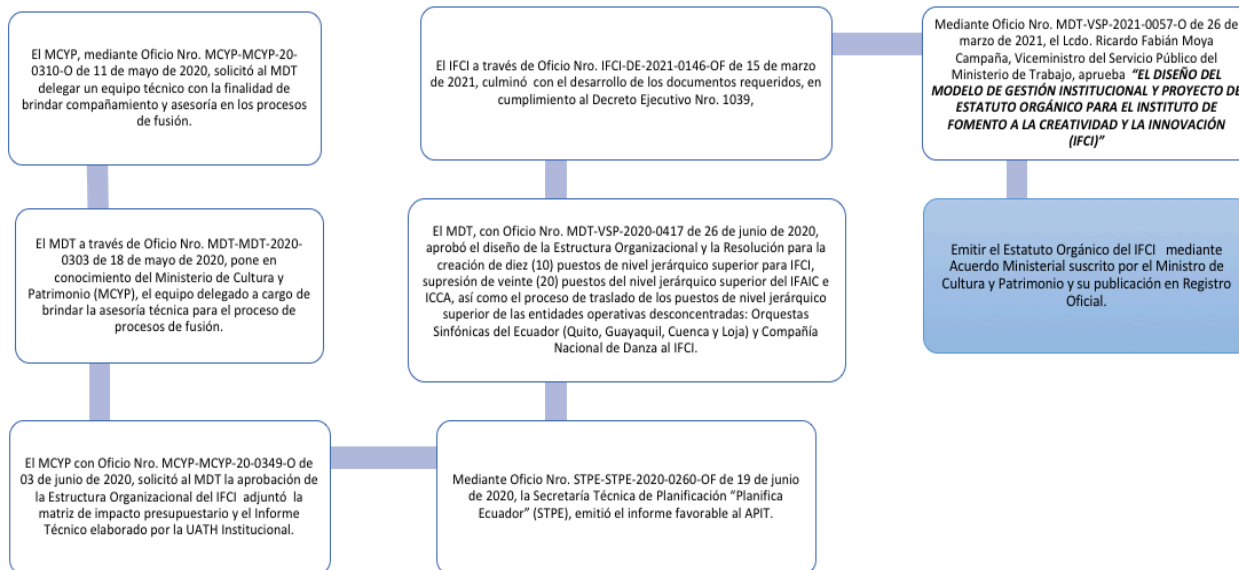 El MCYP, mediante Oficio Nro. MCYP-MCYP-20-
0310-O de 11 de mayo de 2020, solicitó al MDT
delegar un equipo técnico con la finalidad de
brindar compañamiento y asesoría en los procesos
de fusión.
El MDT a través de Oficio Nro. MDT-MDT-2020-
0303 de 18 de mayo de 2020, pone en
conocimiento del Ministerio de Cultura y
Patrimonio (MCYP), el equipo delegado a cargo de
brindar la asesoría técnica para el proceso de
procesos de fusión.
El MCYP con Oficio Nro. MCYP-MCYP-20-0349-O de
03 de junio de 2020, solicitó al MDT la aprobación de
la Estructura Organizacional del IFCI adjuntó la
matriz de impacto presupuestario y el Informe
Técnico elaborado por la UATH Institucional.
Mediante Oficio Nro. STPE-STPE-2020-0260-OF de 19 de junio
de 2020, la Secretaría Técnica de Planificación "Planifica
Ecuador" (STPE), emitió el informe favorable al APIT.
El MDT, con Oficio Nro. MDT-VSP-2020-0417 de 26 de junio de 2020,
aprobó el diseño de la Estructura Organizacional y la Resolución para la
creación de diez (10) puestos de nivel jerárquico superior para IFCI,
supresión de veinte (20) puestos del nivel jerárquico superior del IFAIC e
ICCA, así como el proceso de traslado de los puestos de nivel jerárquico
superior de las entidades operativas desconcentradas: Orquestas
Sinfónicas del Ecuador (Quito, Guayaquil, Cuenca y Loja) y Compañía
Nacional de Danza al IFCI.
El IFCI a través de Oficio Nro. IFCI-DE-2021-0146-OF de 15 de marzo
de 2021, culminó con el desarrollo de los documentos requeridos, en
cumplimiento al Decreto Ejecutivo Nro. 1039,
Mediante Oficio Nro. MDT-VSP-2021-0057-O de 26 de
marzo de 2021, el Lcdo. Ricardo Fabián Moya
Campaña, Viceministro del Servicio Público del
Ministerio de Trabajo, aprueba "EL DISEÑO DEL
MODELO DE GESTIÓN INSTITUCIONAL Y PROYECTO DE
ESTATUTO ORGÁNICO PARA EL INSTITUTO DE
FOMENTO A LA CREATIVIDAD Y LA INNOVACIÓN
(IFCI)"
Emitir el Estatuto Orgánico del IFCI mediante
Acuerdo Ministerial suscrito por el Ministro de
Cultura y Patrimonio y su publicación en Registro
Oficial.